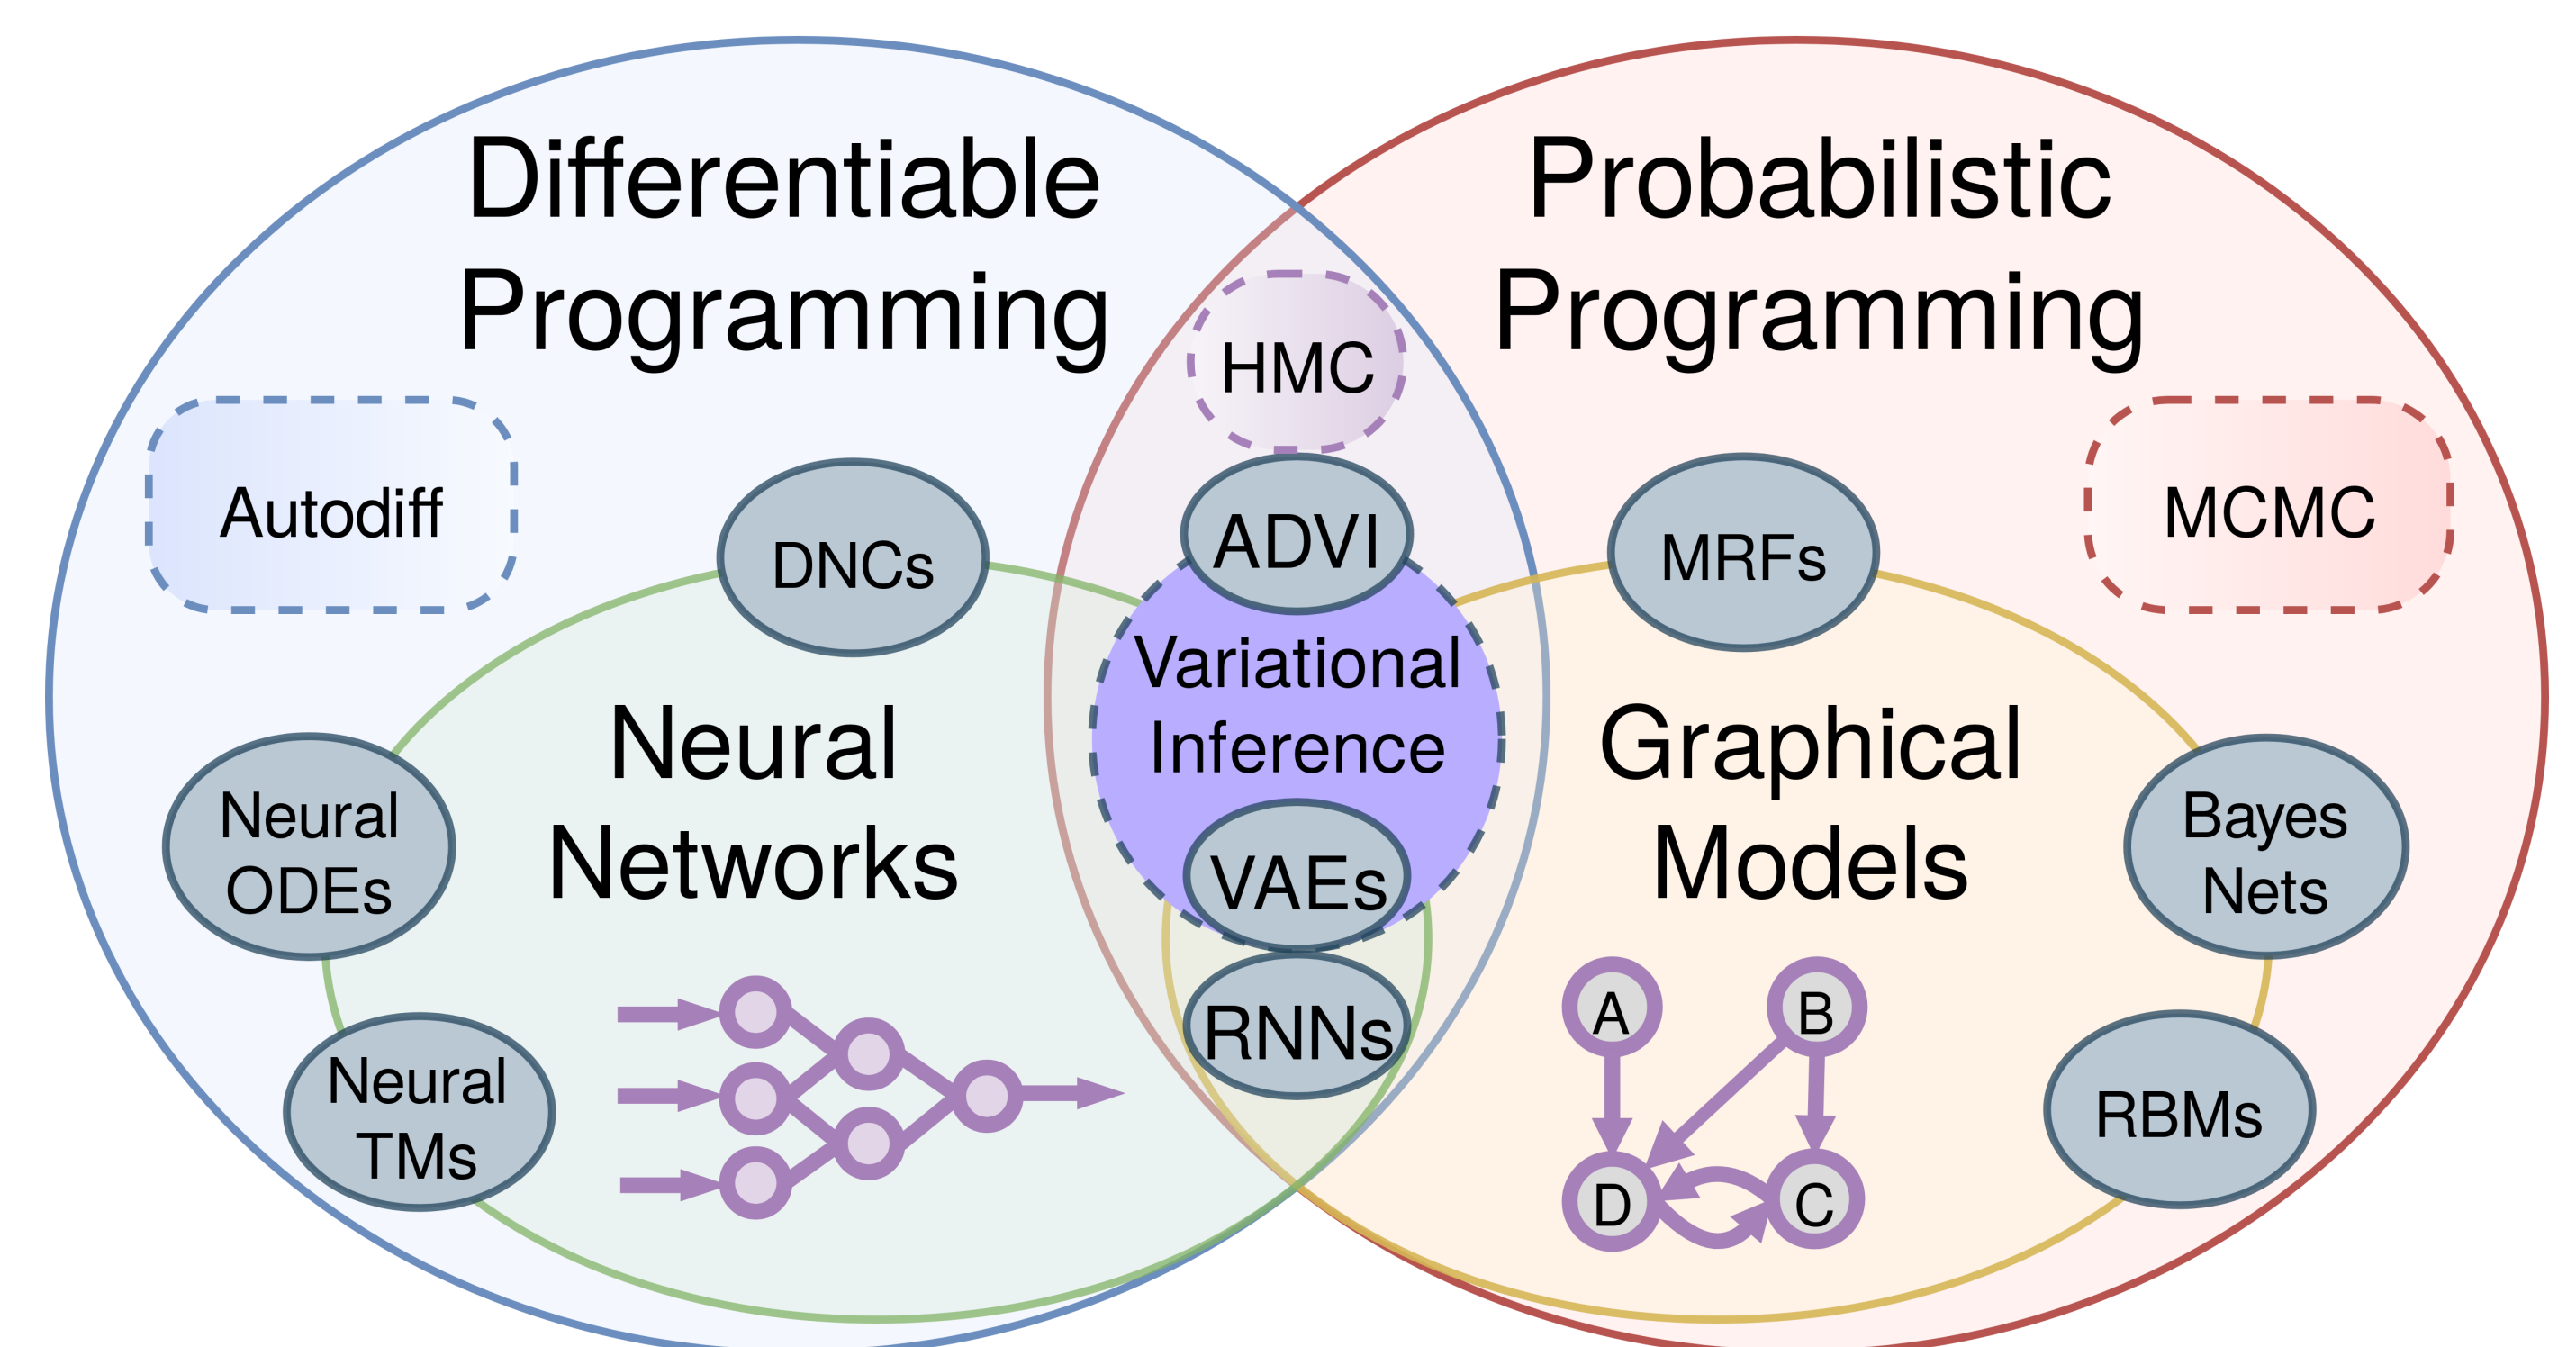 Differentiable
Programming
Probabilistic
Programming
HMC
Autodiff
MCMC
DNCs
ADVI
MRFs
Variational
Inference
Neural
Networks
Graphical
Models
Neural
ODEs
VAEs
Bayes
Nets
RNNs
A
B
Neural
TMs
RBMs
D
C